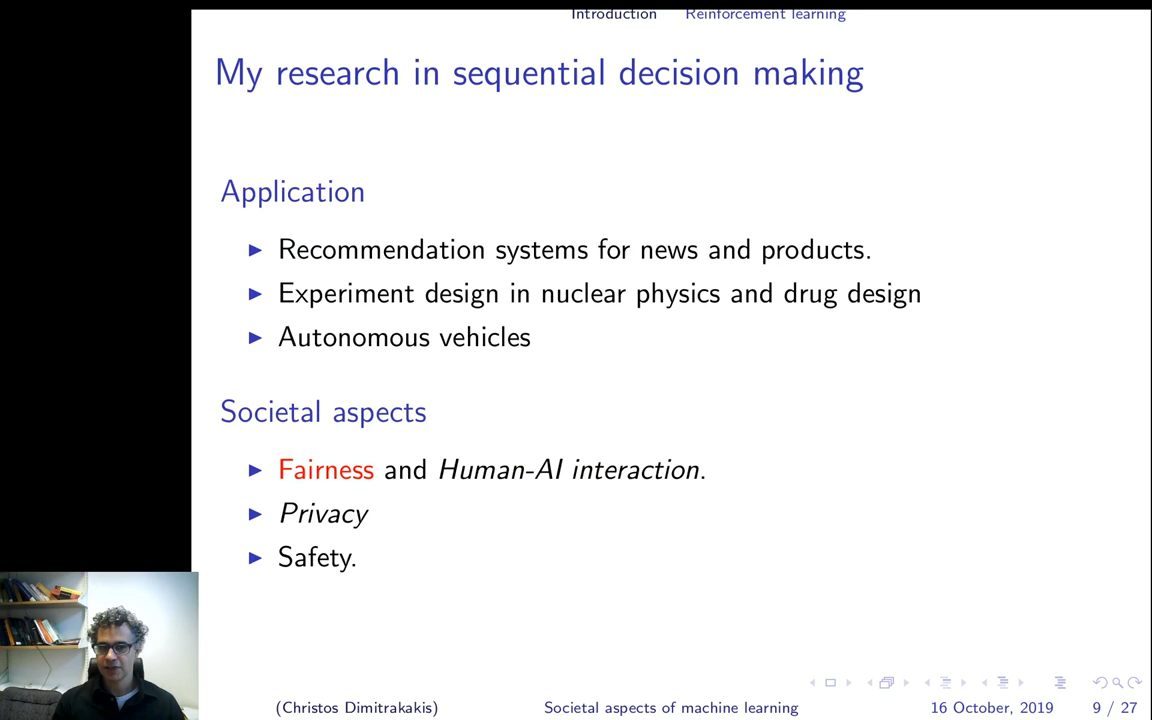 Introduction Reinforcement learning
My research in sequential decision making
Application
Recommendation systems for news and products.
Experiment design in nuclear physics and drug design
Autonomous vehicles
Societal aspects
Fairness and Human-AI interaction.
Privacy
Safety.
(Christos Dimitrakakis) Societal aspects of machine learning 16 October, 2019 9 / 27